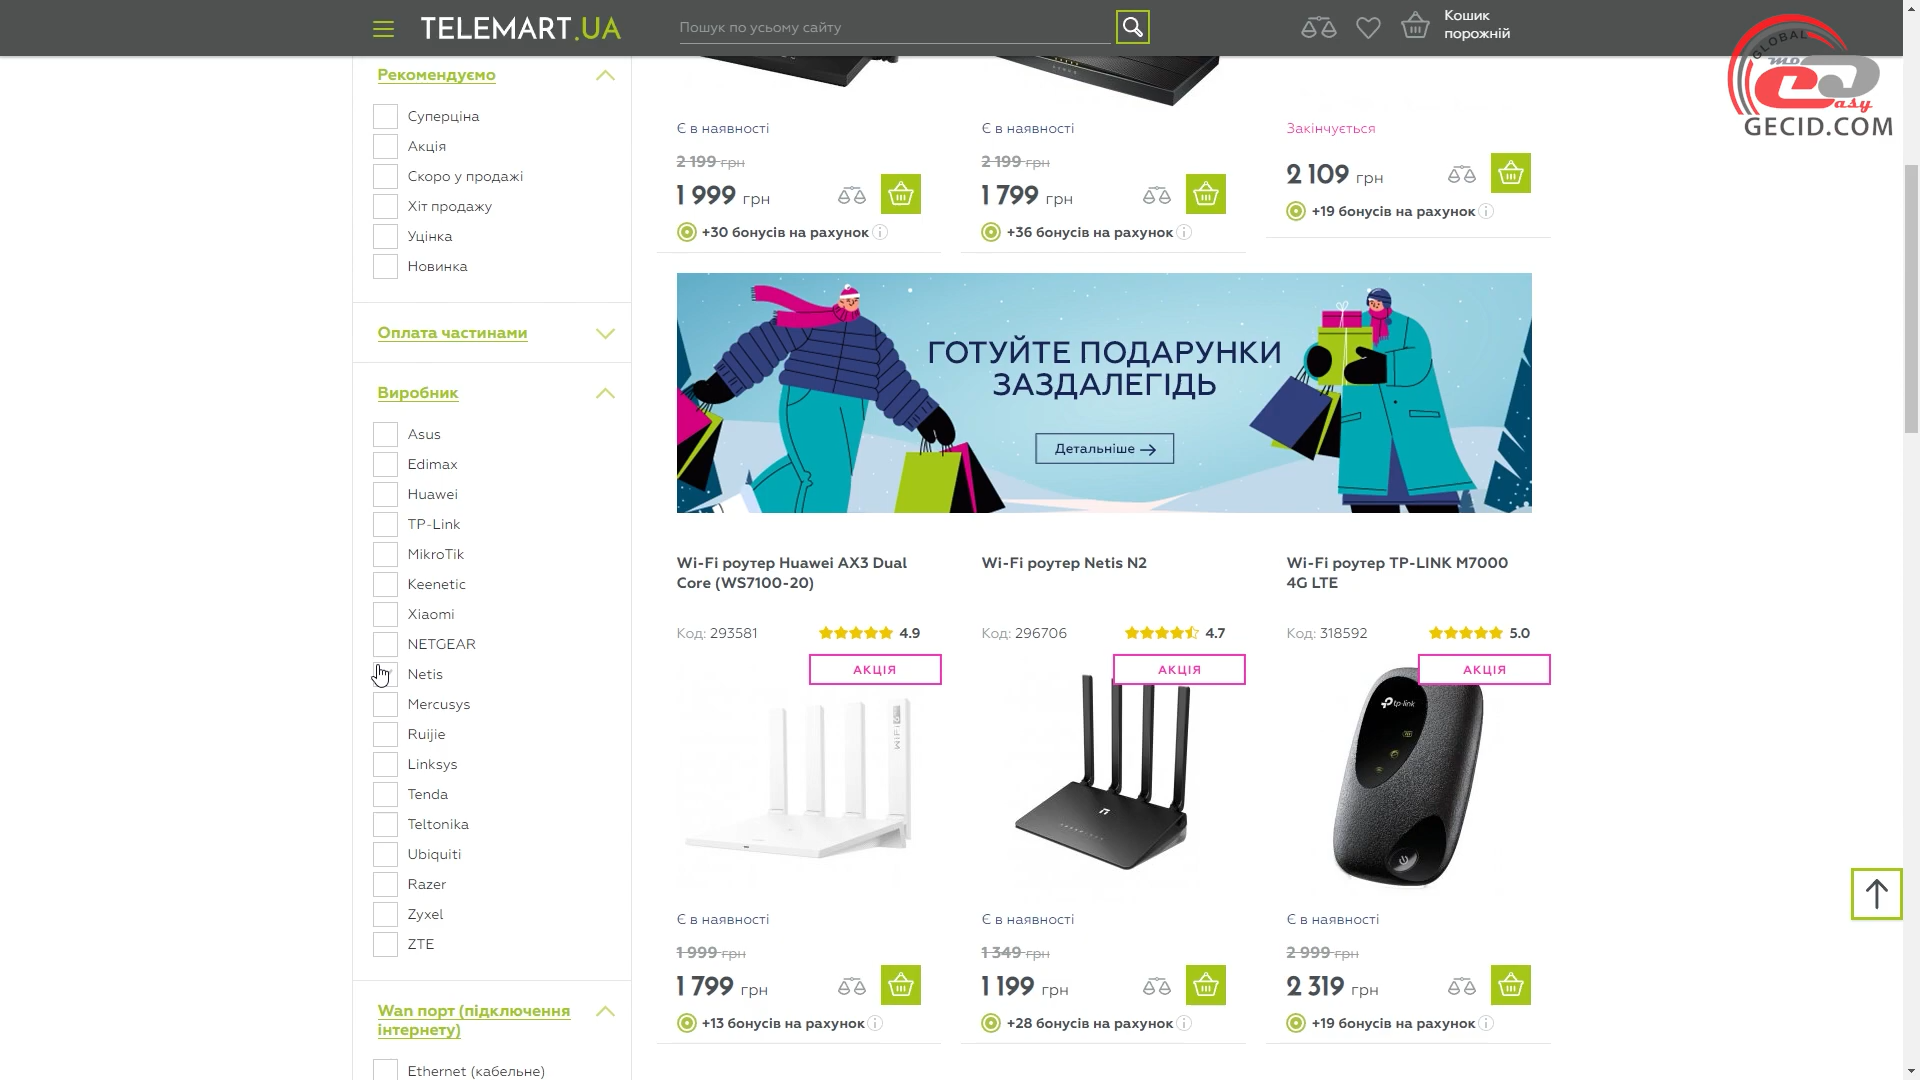 TELEMART.UA
Пошук по усьому сайту
Кошик
порожній
GLOBAL
easy
GECID.COM
Рекомендуємо
Суперціна
Акція
Скоро у продажі
Хіт продажу
Уцінка
Новинка
Оплата частинами
Виробник
Asus
Edimax
Huawei
TP-Link
MikroTik
Keenetic
Xiaomi
NETGEAR
Netis
Mercusys
Ruijie
Linksys
Tenda
Teltonika
Ubiquiti
Razer
Zyxel
ZTE
Wan порт (підключення
інтернету)
Ethernet (кабельне)
Є в наявності
2 199 грн
1 999 грн
+30 бонусів на рахунок
Є в наявності
2 199 грн
1 799 грн
+36 бонусів на рахунок
Закінчується
2 109 грн
+19 бонусів на рахунок
ГОТУЙТЕ ПОДАРУНКИ
ЗАЗДАЛЕГІДЬ
Детальніше
Wi-Fi роутер Huawei AX3 Dual
Core (WS7100-20)
Код: 293581
4.9
АКЦІЯ
Є в наявності
1 999 грн
1 799 грн
+13 бонусів на рахунок
Wi-Fi роутер Netis N2
Код: 296706
4.7
АКЦІЯ
Є в наявності
1 349 грн
1 199 грн
+28 бонусів на рахунок
Wi-Fi роутер TP-LINK M7000
4G LTE
Код: 318592
5.0
АКЦІЯ
tp-link
Є в наявності
2 999 грн
2 319 грн
+19 бонусів на рахунок